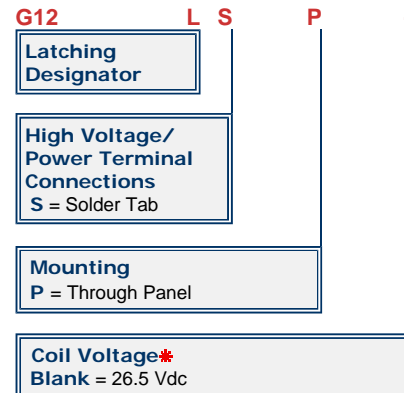 G12 L S P
Latching
Designator
High Voltage/
Power Terminal
Connections
S = Solder Tab
Mounting
P = Through Panel
Coil Voltage*
Blank = 26.5 Vdc